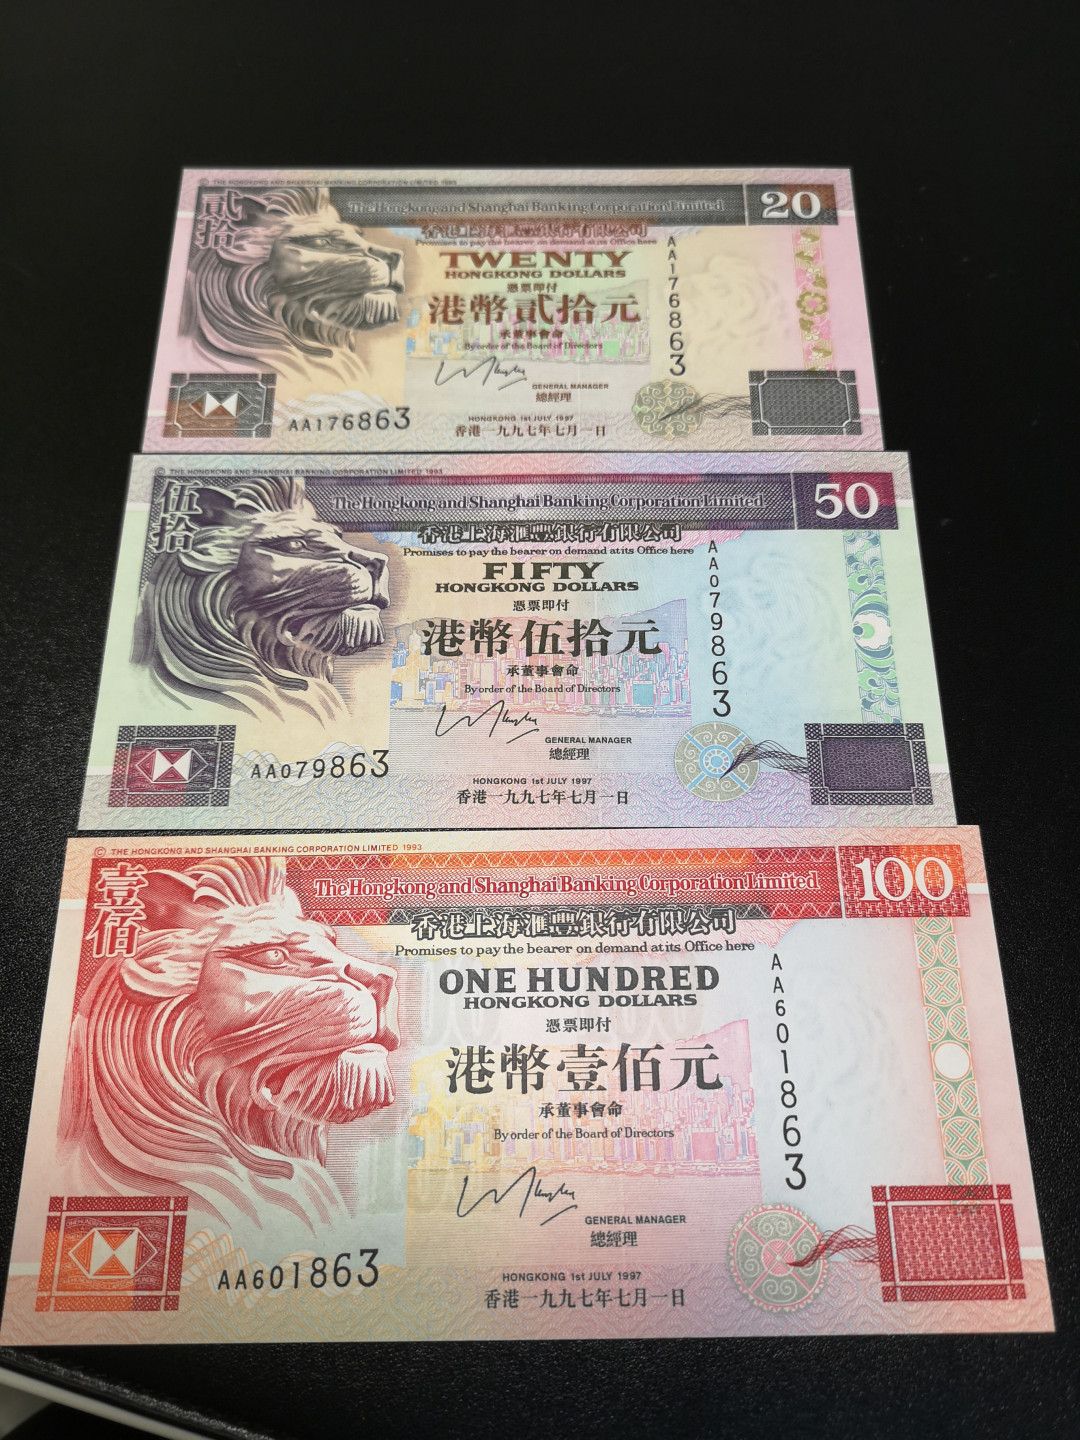 © THE HONGKONG AND SHANGHAI BANKING CORPORATION LIMITED 1993
貳拾
The Hongkong and Shanghai Banking Corporation Limited
20
香港上海滙豐銀行有限公司
Promises to pay the bearer on demand at its Office here
TWENTY
HONGKONG DOLLARS
憑票即付
港幣貳拾元
承董事會命
By order of the Board of Directors
AA176863
GENERAL MANAGER
總經理
AA176863
HONGKONG 1st JULY 1997
香港一九九七年七月一日
© THE HONGKONG AND SHANGHAI BANKING CORPORATION LIMITED 1993
伍拾
The Hongkong and Shanghai Banking Corporation Limited
50
香港上海滙豐銀行有限公司
Promises to pay the bearer on demand at its Office here
FIFTY
HONGKONG DOLLARS
憑票即付
港幣伍拾元
承董事會命
By order of the Board of Directors
AA079863
GENERAL MANAGER
總經理
AA079863
HONGKONG 1st JULY 1997
香港一九九七年七月一日
© THE HONGKONG AND SHANGHAI BANKING CORPORATION LIMITED 1993
壹佰
The Hongkong and Shanghai Banking Corporation Limited
100
香港上海滙豐銀行有限公司
Promises to pay the bearer on demand at its Office here
ONE HUNDRED
HONGKONG DOLLARS
憑票即付
港幣壹佰元
承董事會命
By order of the Board of Directors
AA601863
GENERAL MANAGER
總經理
AA601863
HONGKONG 1st JULY 1997
香港一九九七年七月一日